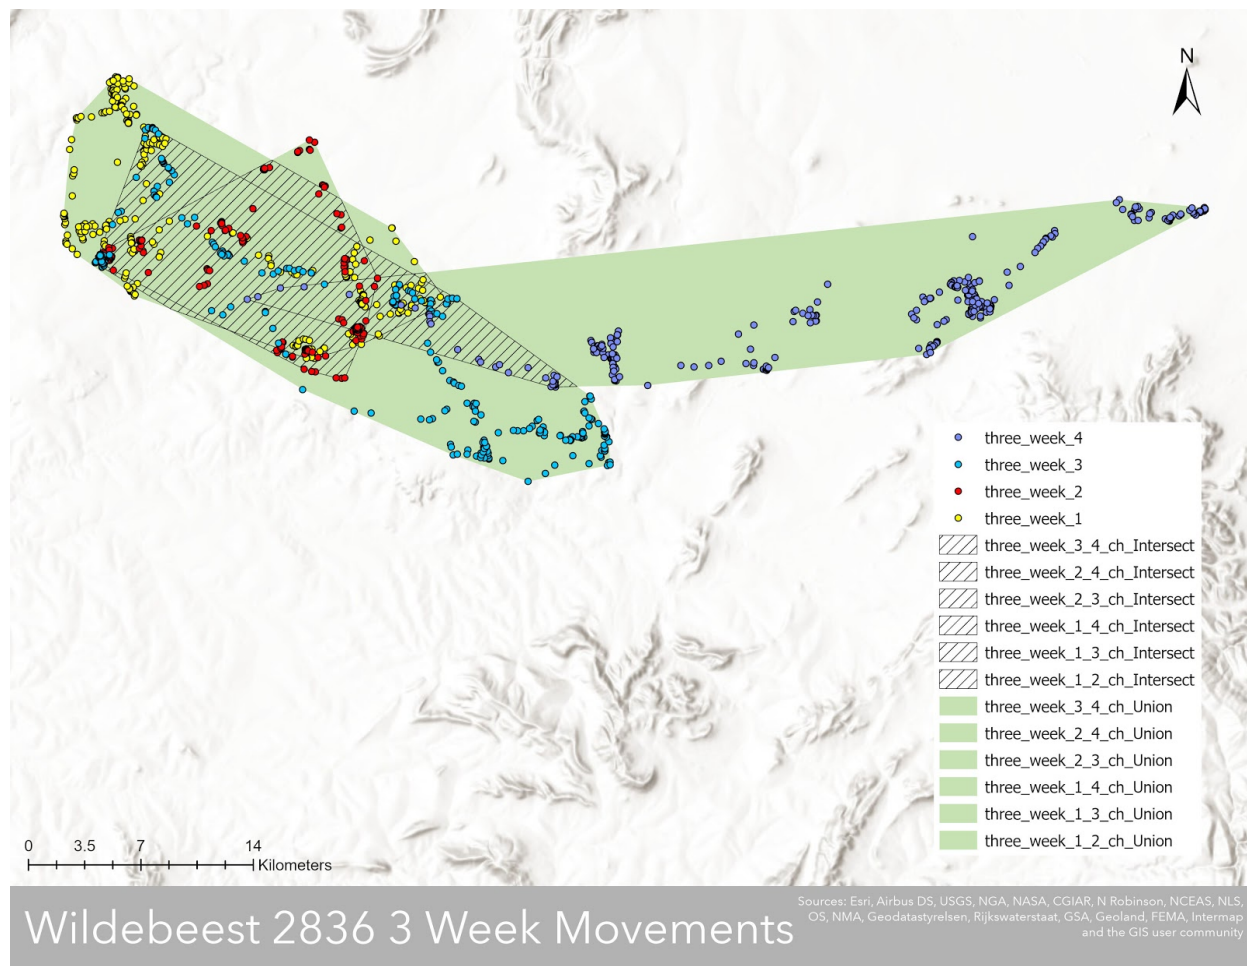 N
three_week_4
three_week_3
three_week_2
three_week_1
three_week_3_4_ch_Intersect
three_week_2_4_ch_Intersect
three_week_2_3_ch_Intersect
three_week_1_4_ch_Intersect
three_week_1_3_ch_Intersect
three_week_1_2_ch_Intersect
three_week_3_4_ch_Union
three_week_2_4_ch_Union
three_week_2_3_ch_Union
three_week_1_4_ch_Union
three_week_1_3_ch_Union
three_week_1_2_ch_Union
0 3.5 7 14
Kilometers
Wildebeest 2836 3 Week Movements
Sources: Esri, Airbus DS, USGS, NGA, NASA, CGIAR, N Robinson, NCEAS, NLS,
OS, NMA, Geodatastyrelsen, Rijkswaterstaat, GSA, Geoland, FEMA, Intermap
and the GIS user community